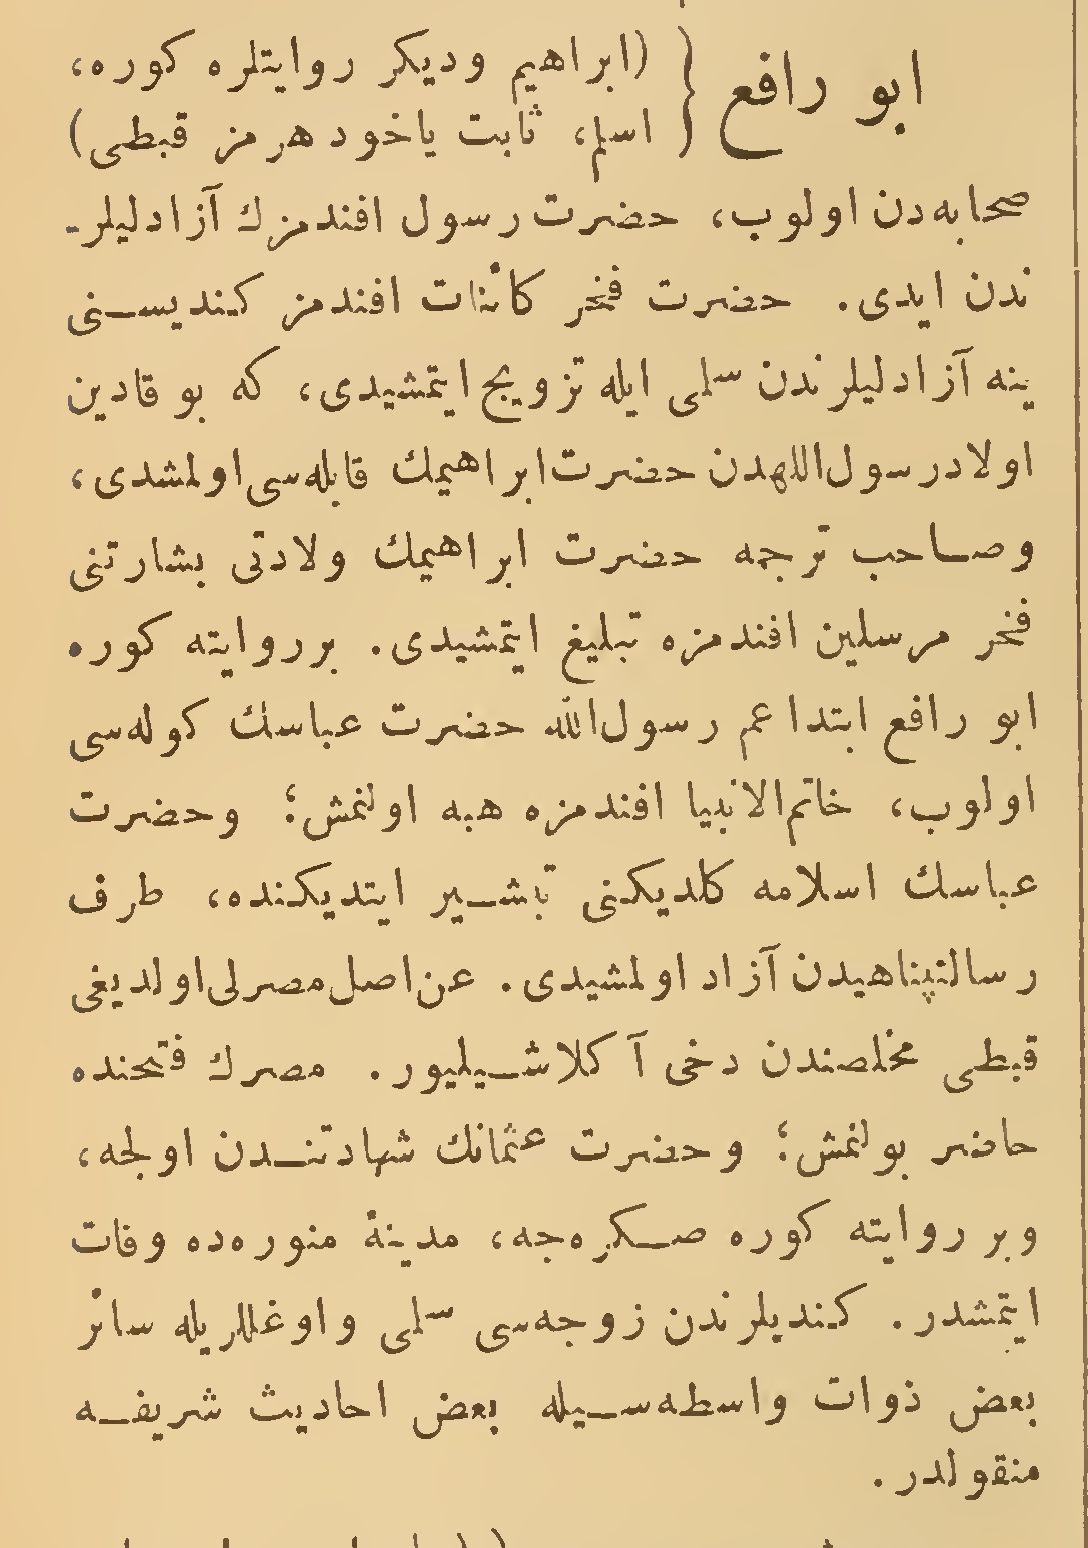 ابو رافع { (ابراهيم وديكر روايتلره كوره،
اسلم، ثابت ياخود هرمز قبطى)
صحابه‌دن اولوب، حضرت رسول افندمزك آزادليلر-
ندن ايدى. حضرت فخر كائنات افندمز كنديسنى
ينه آزادليلرندن سلمى ايله تزويج ايتمشيدى، كه بو قادين
اولاد رسول‌اللهدن حضرت ابراهيمك قابله‌سى اولمشدى،
وصاحب ترجمه حضرت ابراهيمك ولادتى بشارتنى
فخر مرسلين افندمزه تبليغ ايتمشيدى. بر روايته كوره
ابو رافع ابتدا عم رسول‌الله حضرت عباسك كوله‌سى
اولوب، خاتم‌الانبيا افندمزه هبه اولنمش؛ وحضرت
عباسك اسلامه كلديكنى تبشير ايتديكنده، طرف
رسالتپناهيدن آزاد اولمشيدى. عن‌اصل مصرلى اولديغى
قبطى مخلصندن دخى آكلاشيليور. مصرك فتحنده
حاضر بولنمش؛ وحضرت عثمانك شهادتندن اولجه،
وبر روايته كوره صكره‌جه، مدينهٔ منوره‌ده وفات
ايتمشدر. كنديلرندن زوجه‌سى سلمى واوغللريله سائر
بعض ذوات واسطه‌سيله بعض احاديث شريفه
منقولدر.